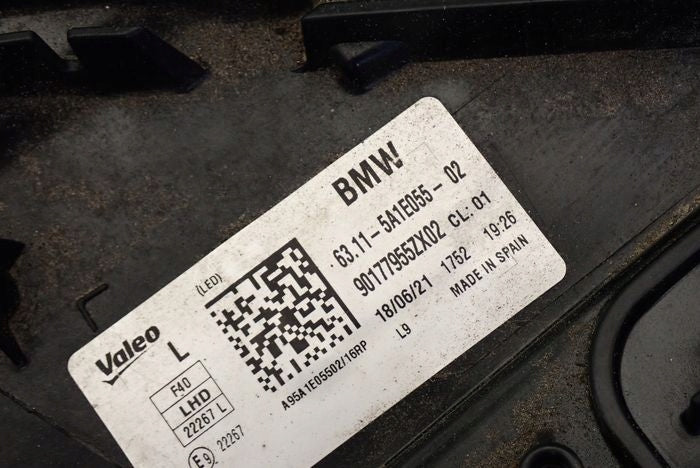 BMW
63.11-5A1E055-02
90177955ZX02 CL:01
18/06/21 1752 19:26
L9 MADE IN SPAIN
(LED)
A95A1E05502/16RP
Valeo
L
F40
LHD
22267 L
E9 22267